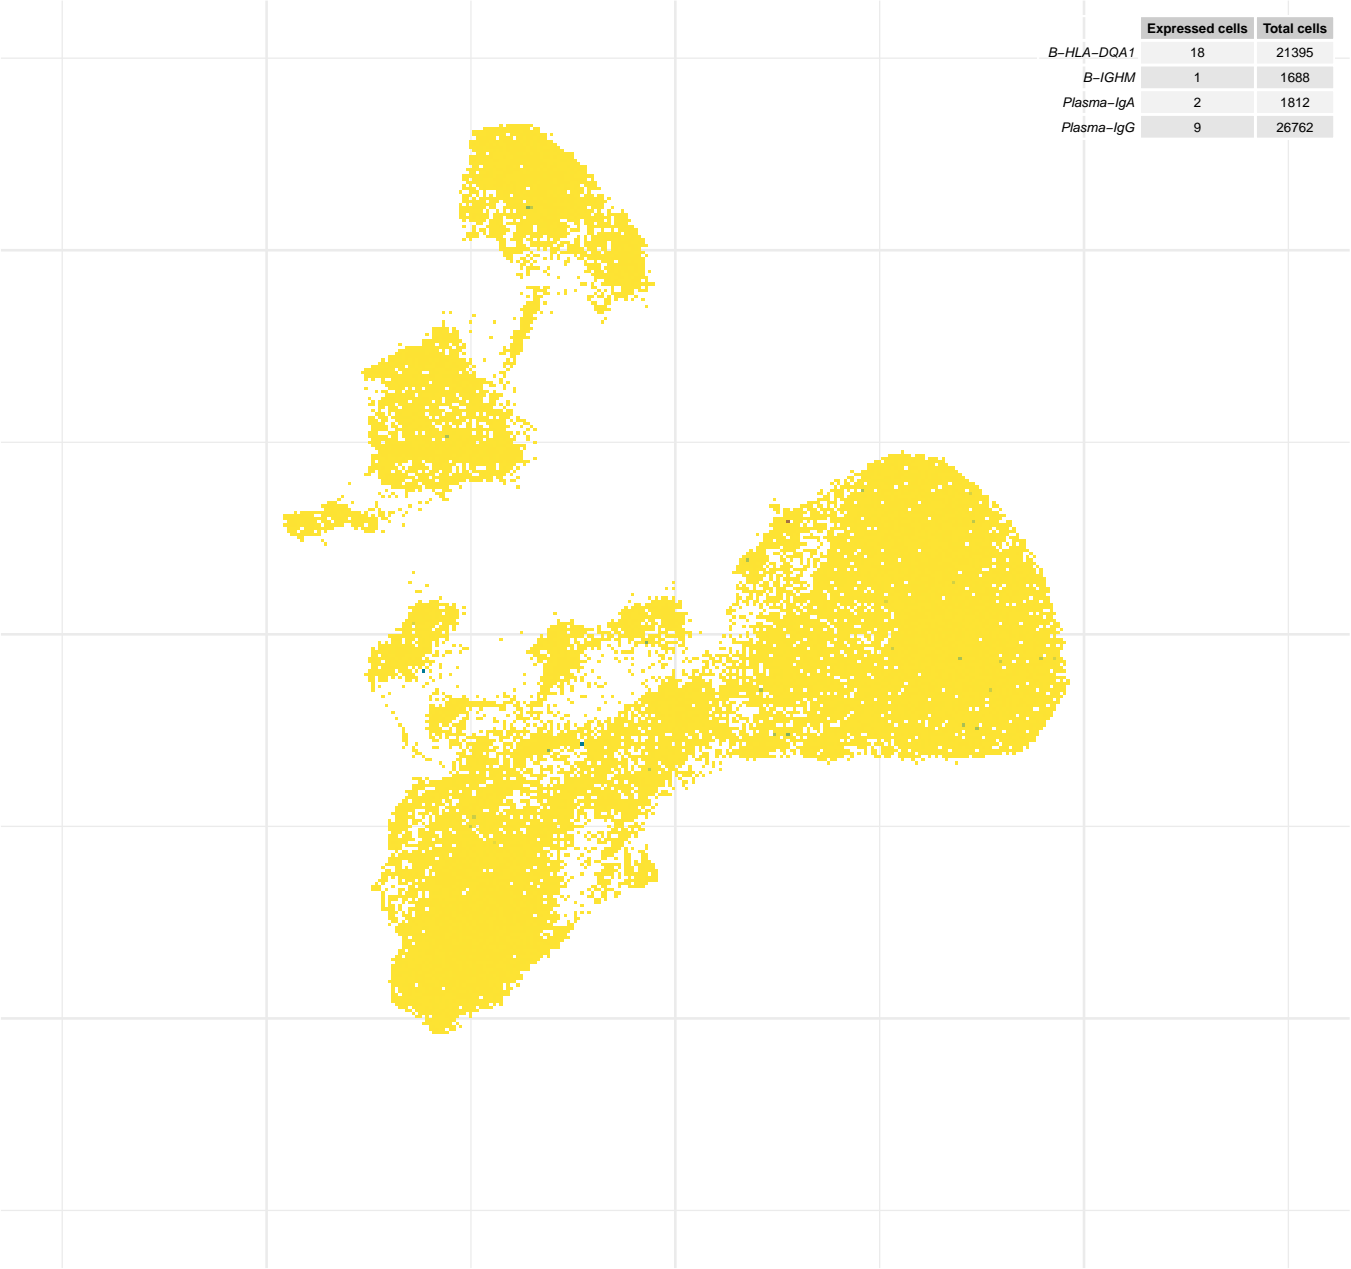 Expressed cells Total cells
B−HLA−DQA1 18 21395
B−IGHM 1 1688
Plasma−IgA 2 1812
Plasma−IgG 9 26762